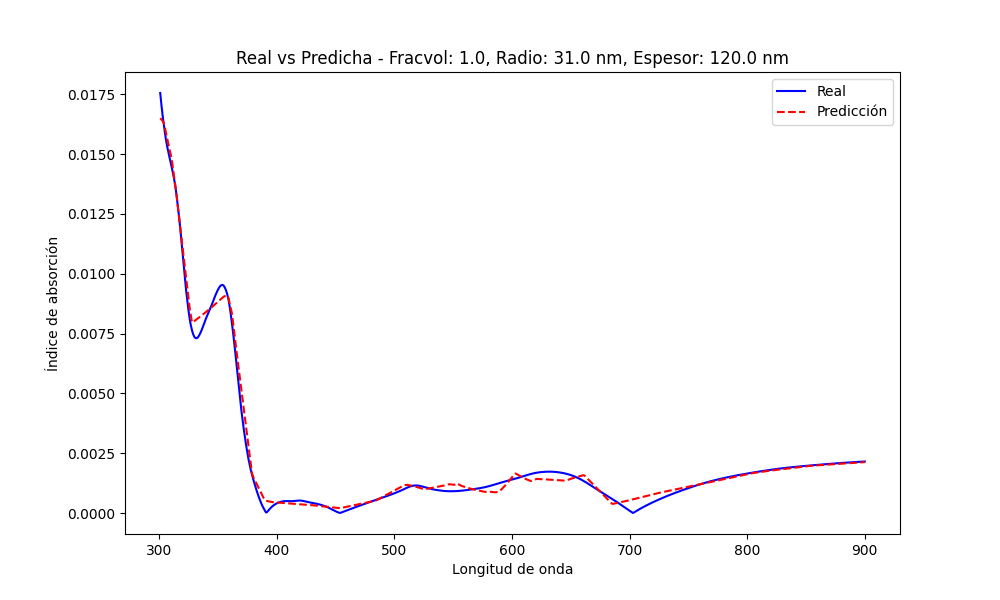 Real vs Predicha - Fracvol: 1.0, Radio: 31.0 nm, Espesor: 120.0 nm
Real
Predicción
Índice de absorción
0.0175
0.0150
0.0125
0.0100
0.0075
0.0050
0.0025
0.0000
300 400 500 600 700 800 900
Longitud de onda